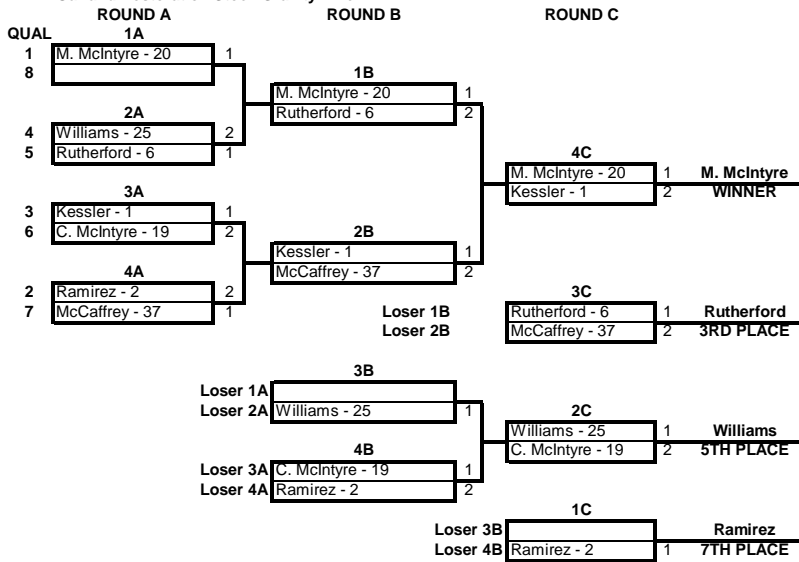 ROUND A ROUND B ROUND C
QUAL 1A
1 M. McIntyre - 20 1
8 1B
M. McIntyre - 20 1
2A Rutherford - 6 2
4 Williams - 25 2
5 Rutherford - 6 1 4C
M. McIntyre - 20 1 M. McIntyre
3A Kessler - 1 2 WINNER
3 Kessler - 1 1
6 C. McIntyre - 19 2 2B
Kessler - 1 1
4A McCaffrey - 37 2
2 Ramirez - 2 2 3C
7 McCaffrey - 37 1 Loser 1B Rutherford - 6 1 Rutherford
Loser 2B McCaffrey - 37 2 3RD PLACE
3B
Loser 1A
Loser 2A Williams - 25 1 2C
Williams - 25 1 Williams
4B C. McIntyre - 19 2 5TH PLACE
Loser 3A C. McIntyre - 19 1
Loser 4A Ramirez - 2 2
1C
Loser 3B Ramirez
Loser 4B Ramirez - 2 1 7TH PLACE